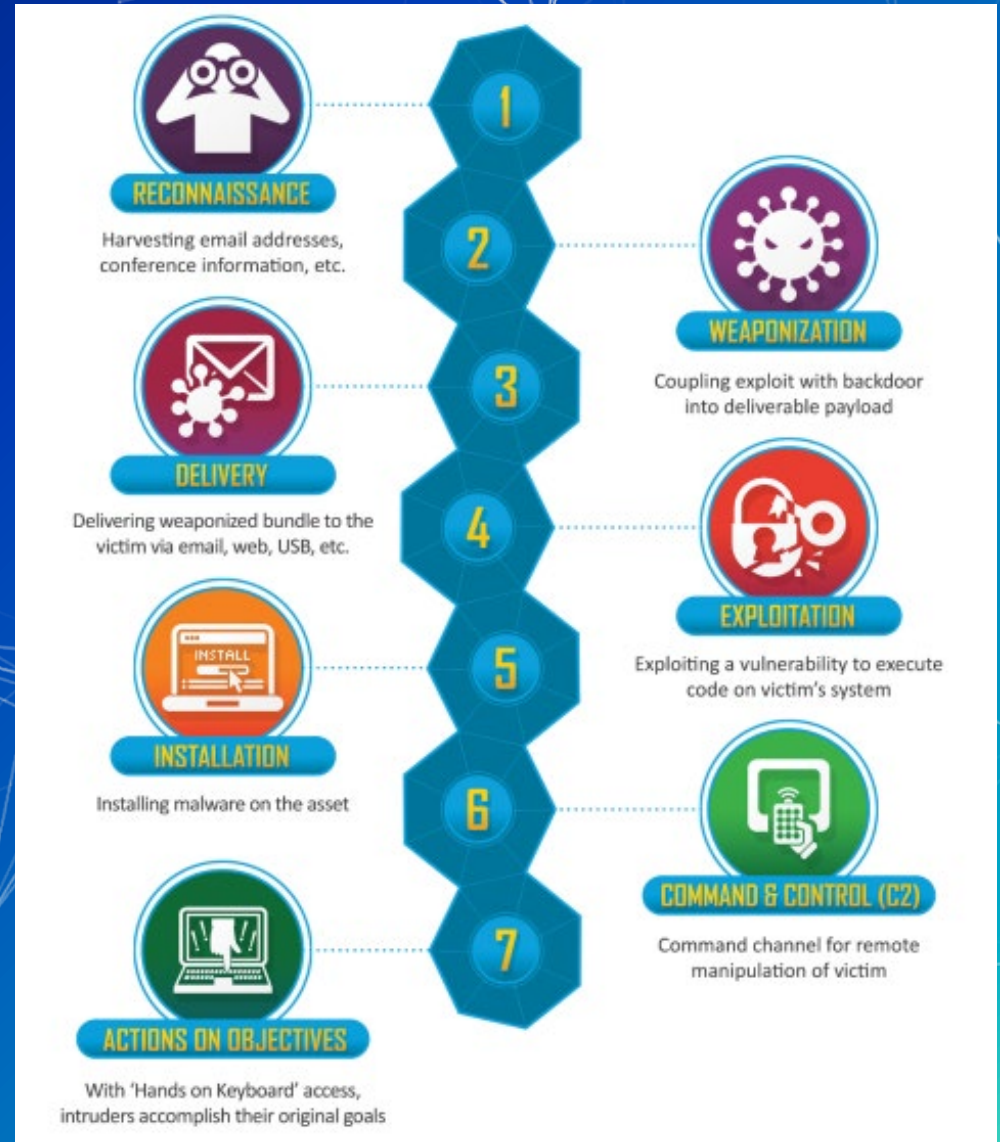 1
RECONNAISSANCE
Harvesting email addresses,
conference information, etc.
2
WEAPONIZATION
Coupling exploit with backdoor
into deliverable payload
3
DELIVERY
Delivering weaponized bundle to the
victim via email, web, USB, etc.
4
EXPLOITATION
Exploiting a vulnerability to execute
code on victim's system
5
INSTALL
INSTALLATION
Installing malware on the asset
6
COMMAND & CONTROL (C2)
Command channel for remote
manipulation of victim
7
ACTIONS ON OBJECTIVES
With 'Hands on Keyboard' access,
intruders accomplish their original goals